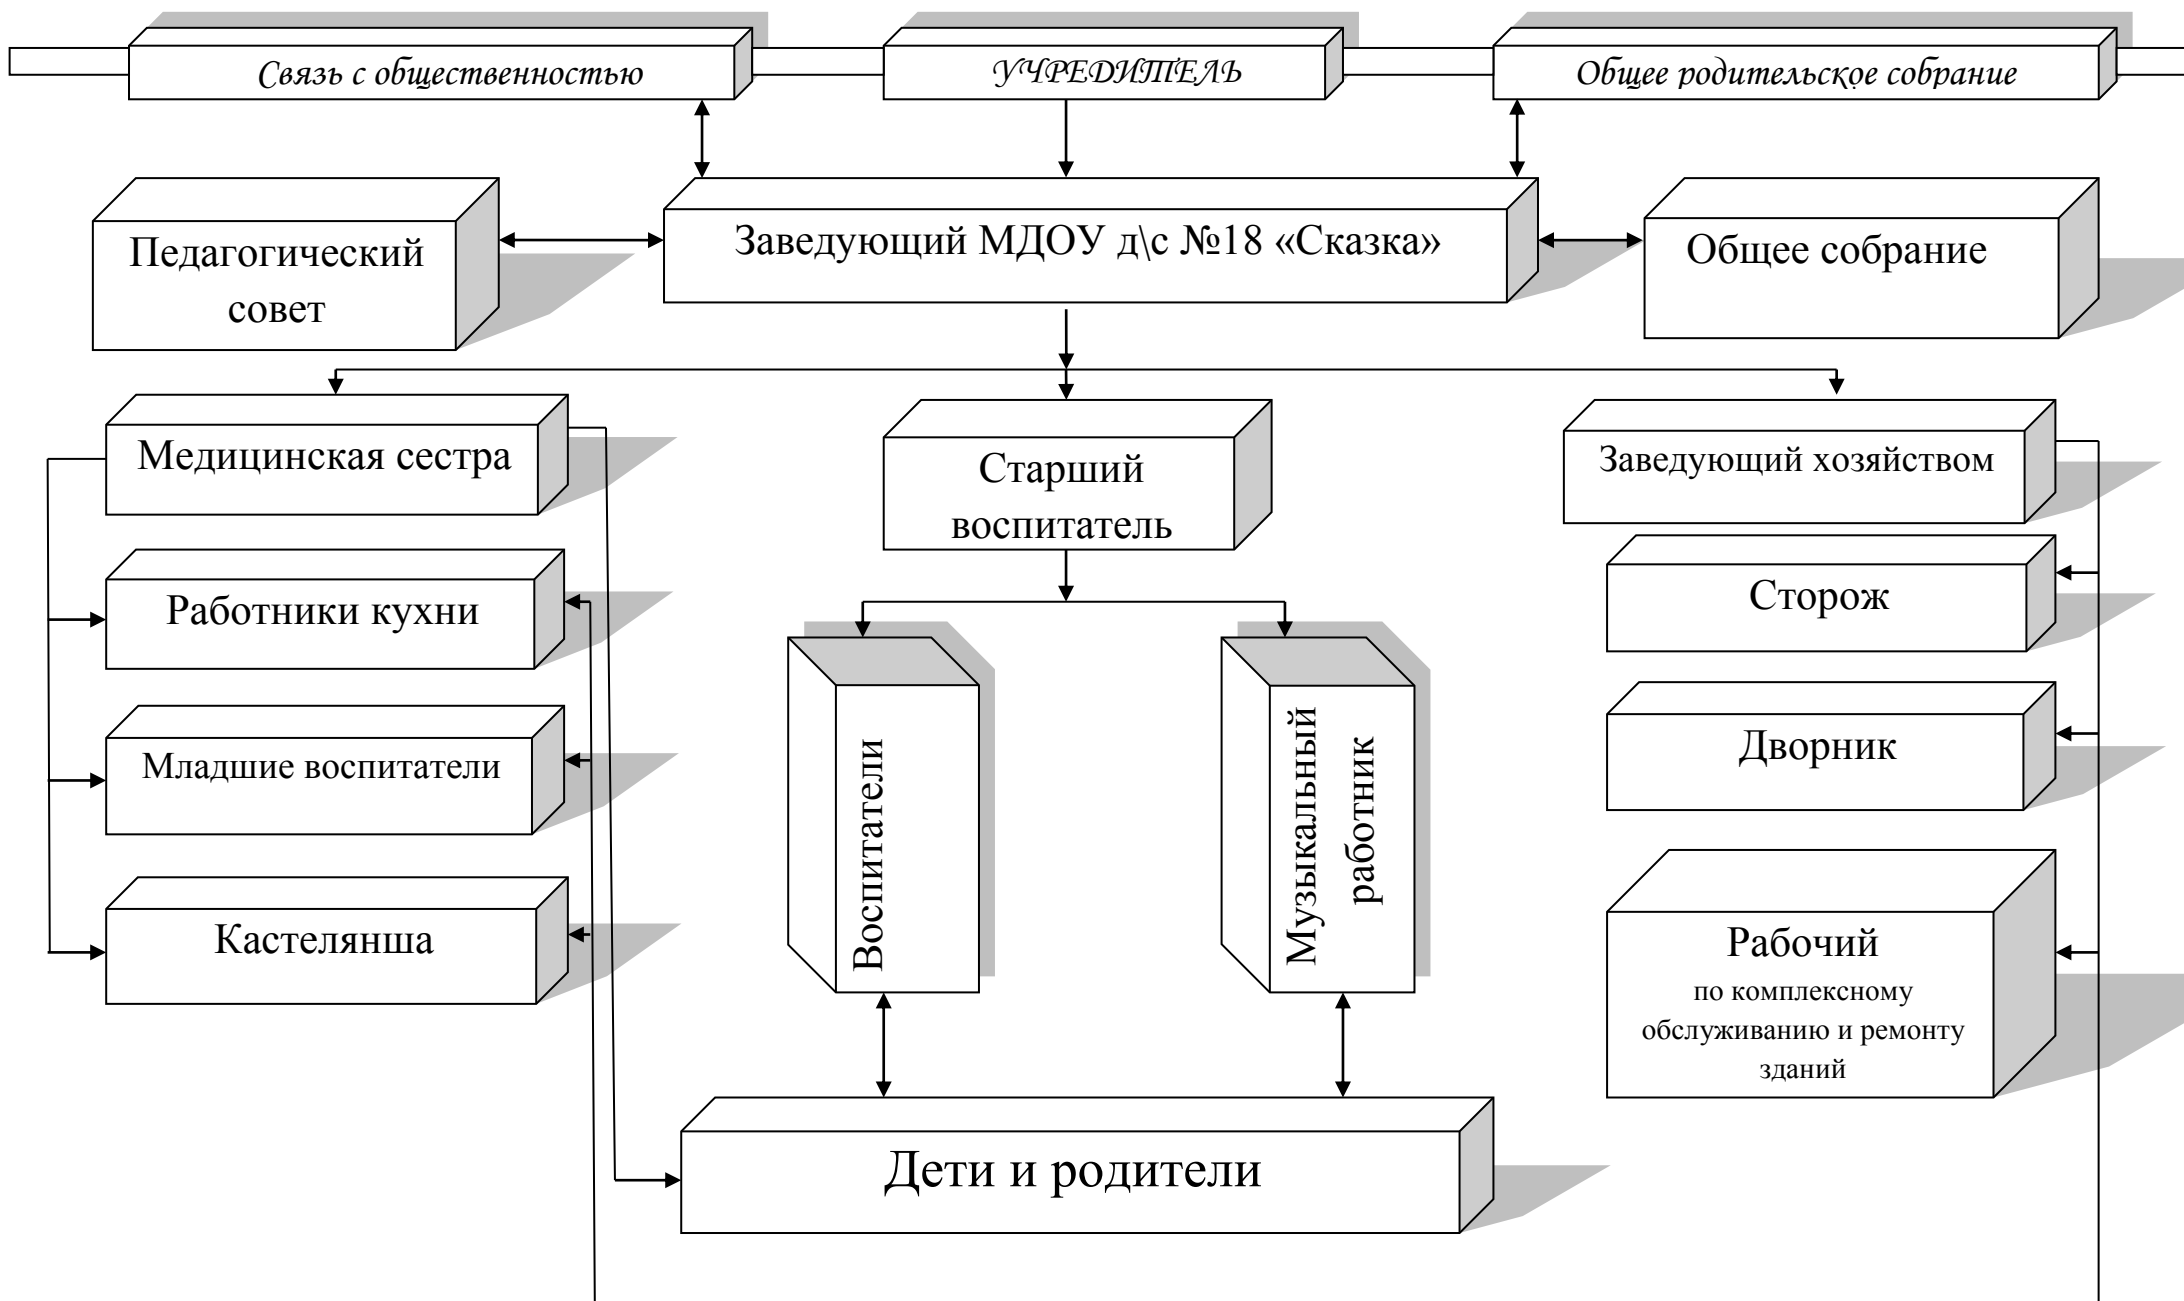 Связь с общественностью
УЧРЕДИТЕЛЬ
Общее родительское собрание
Педагогический
совет
Заведующий МДОУ д\с №18 «Сказка»
Общее собрание
Медицинская сестра
Старший
воспитатель
Заведующий хозяйством
Работники кухни
Сторож
Младшие воспитатели
Воспитатели
Музыкальный
работник
Дворник
Кастелянша
Рабочий
по комплексному
обслуживанию и ремонту
зданий
Дети и родители